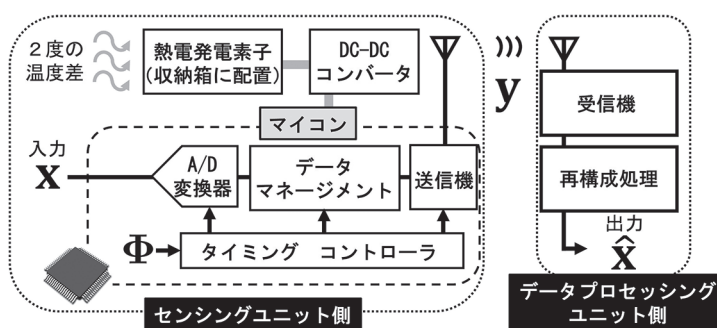 ２度の
温度差
熱電発電素子
(収納箱に配置)
DC-DC
コンバータ
マイコン
入力
x
A/D
変換器
データ
マネージメント
送信機
Φ
タイミング コントローラ
センシングユニット側
y
受信機
再構成処理
出力
x̂
データプロセッシング
ユニット側